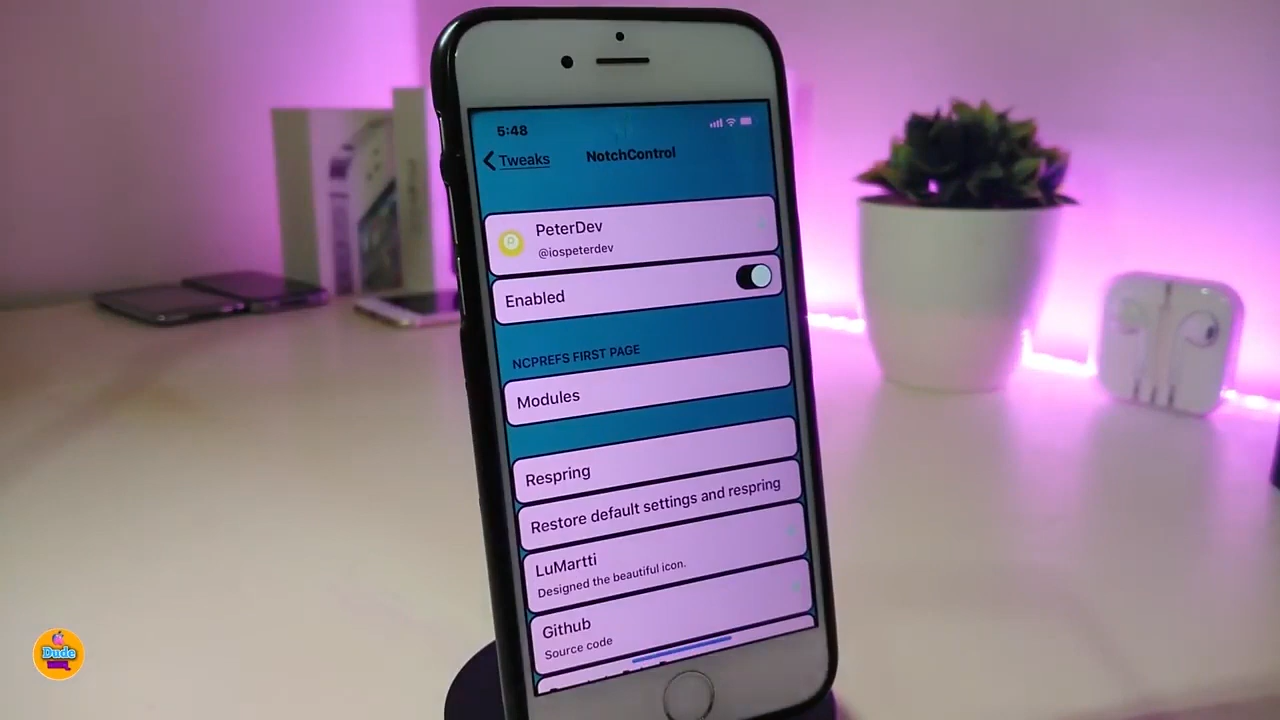 5:48
Tweaks
NotchControl
PeterDev
@iospeterdev
Enabled
NCPREFS FIRST PAGE
Modules
Respring
Restore default settings and respring
LuMartti
Designed the beautiful icon.
Github
Source code
Dude